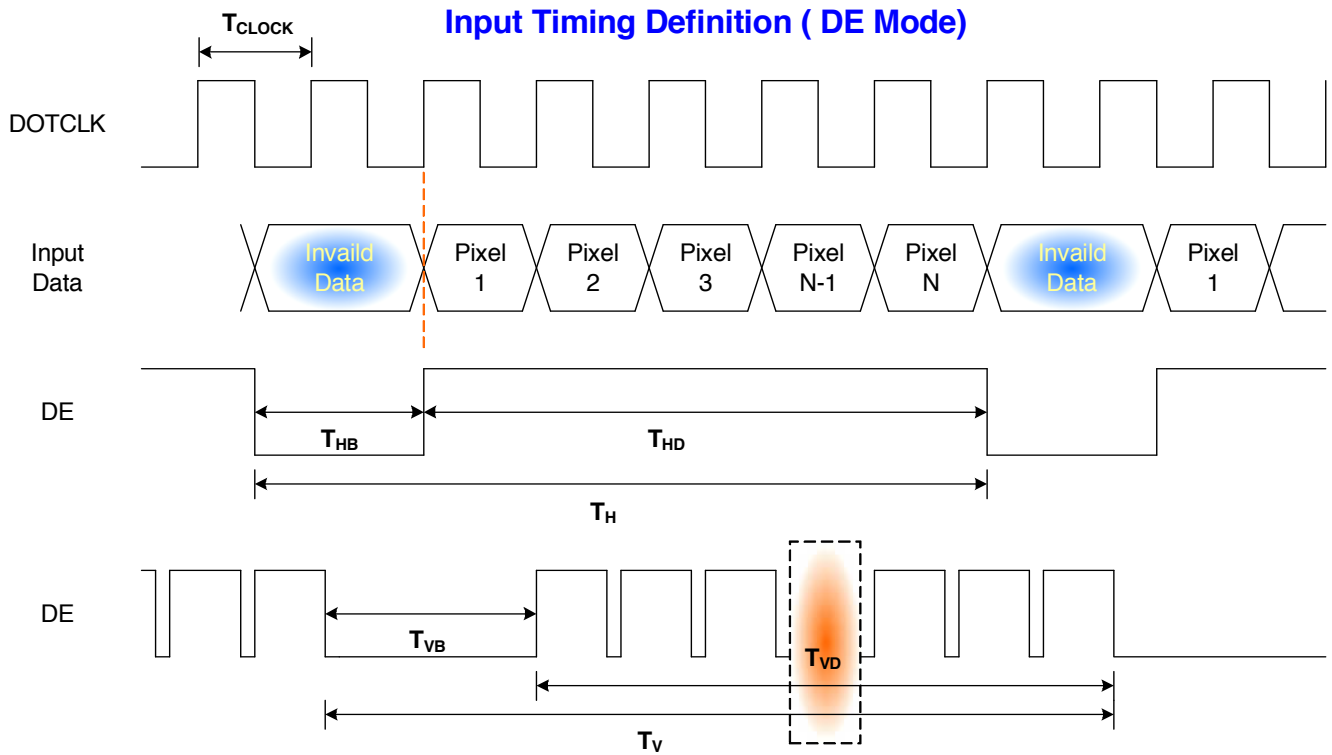 Input Timing Definition ( DE Mode)
TCLOCK
DOTCLK
Input
Data
Invaild
Data
Pixel
1
Pixel
2
Pixel
3
Pixel
N-1
Pixel
N
Invaild
Data
Pixel
1
DE
THB
THD
TH
DE
TVB
TVD
TV